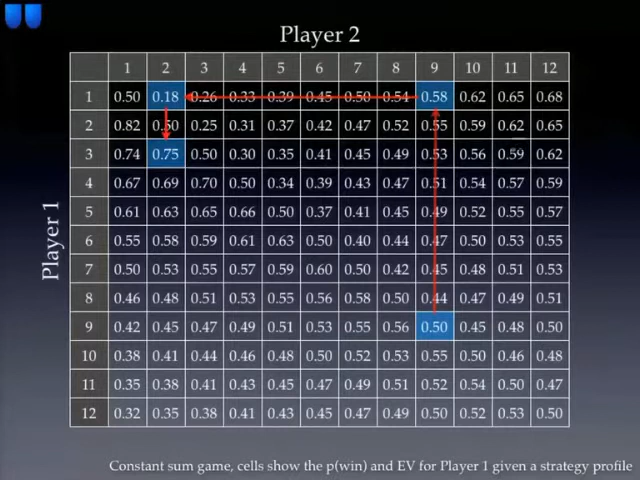 Player 2
1 2 3 4 5 6 7 8 9 10 11 12
1 0.50 0.18 0.26 0.33 0.39 0.45 0.50 0.54 0.58 0.62 0.65 0.68
2 0.82 0.50 0.25 0.31 0.37 0.42 0.47 0.52 0.55 0.59 0.62 0.65
3 0.74 0.75 0.50 0.30 0.35 0.41 0.45 0.49 0.53 0.56 0.59 0.62
4 0.67 0.69 0.70 0.50 0.34 0.39 0.43 0.47 0.51 0.54 0.57 0.59
5 0.61 0.63 0.65 0.66 0.50 0.37 0.41 0.45 0.49 0.52 0.55 0.57
6 0.55 0.58 0.59 0.61 0.63 0.50 0.40 0.44 0.47 0.50 0.53 0.55
7 0.50 0.53 0.55 0.57 0.59 0.60 0.50 0.42 0.45 0.48 0.51 0.53
8 0.46 0.48 0.51 0.53 0.55 0.56 0.58 0.50 0.44 0.47 0.49 0.51
9 0.42 0.45 0.47 0.49 0.51 0.53 0.55 0.56 0.50 0.45 0.48 0.50
10 0.38 0.41 0.44 0.46 0.48 0.50 0.52 0.53 0.55 0.50 0.46 0.48
11 0.35 0.38 0.41 0.43 0.45 0.47 0.49 0.51 0.52 0.54 0.50 0.47
12 0.32 0.35 0.38 0.41 0.43 0.45 0.47 0.49 0.50 0.52 0.53 0.50
Player 1
Constant sum game, cells show the p(win) and EV for Player 1 given a strategy profile